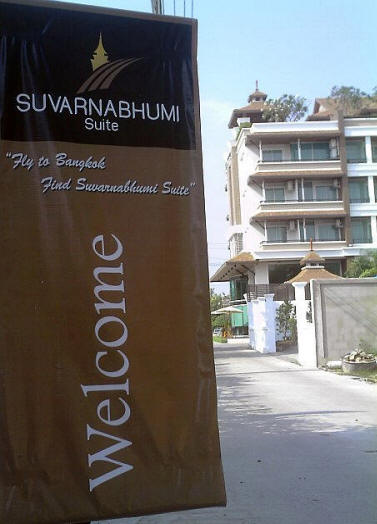 SUVARNABHUMI
Suite
"Fly to Bangkok
Find Suvarnabhumi Suite"
Welcome